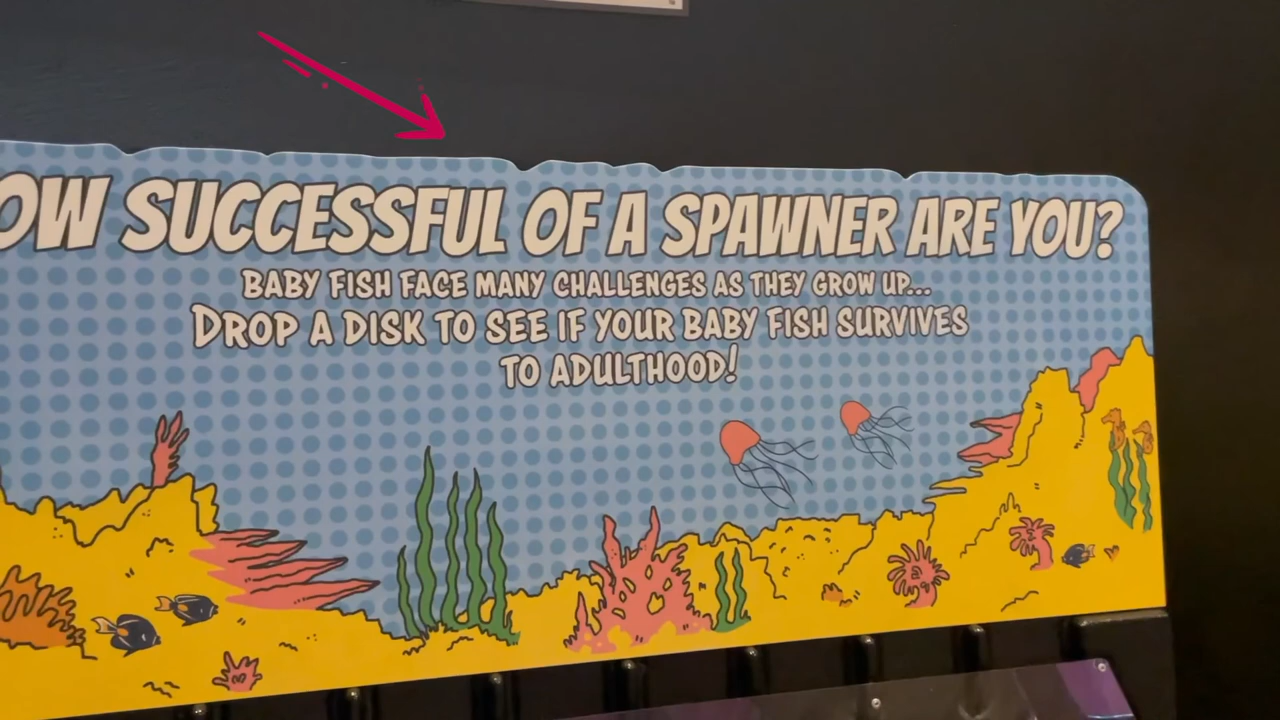 OW SUCCESSFUL OF A SPAWNER ARE YOU?
BABY FISH FACE MANY CHALLENGES AS THEY GROW UP...
DROP A DISK TO SEE IF YOUR BABY FISH SURVIVES
TO ADULTHOOD!